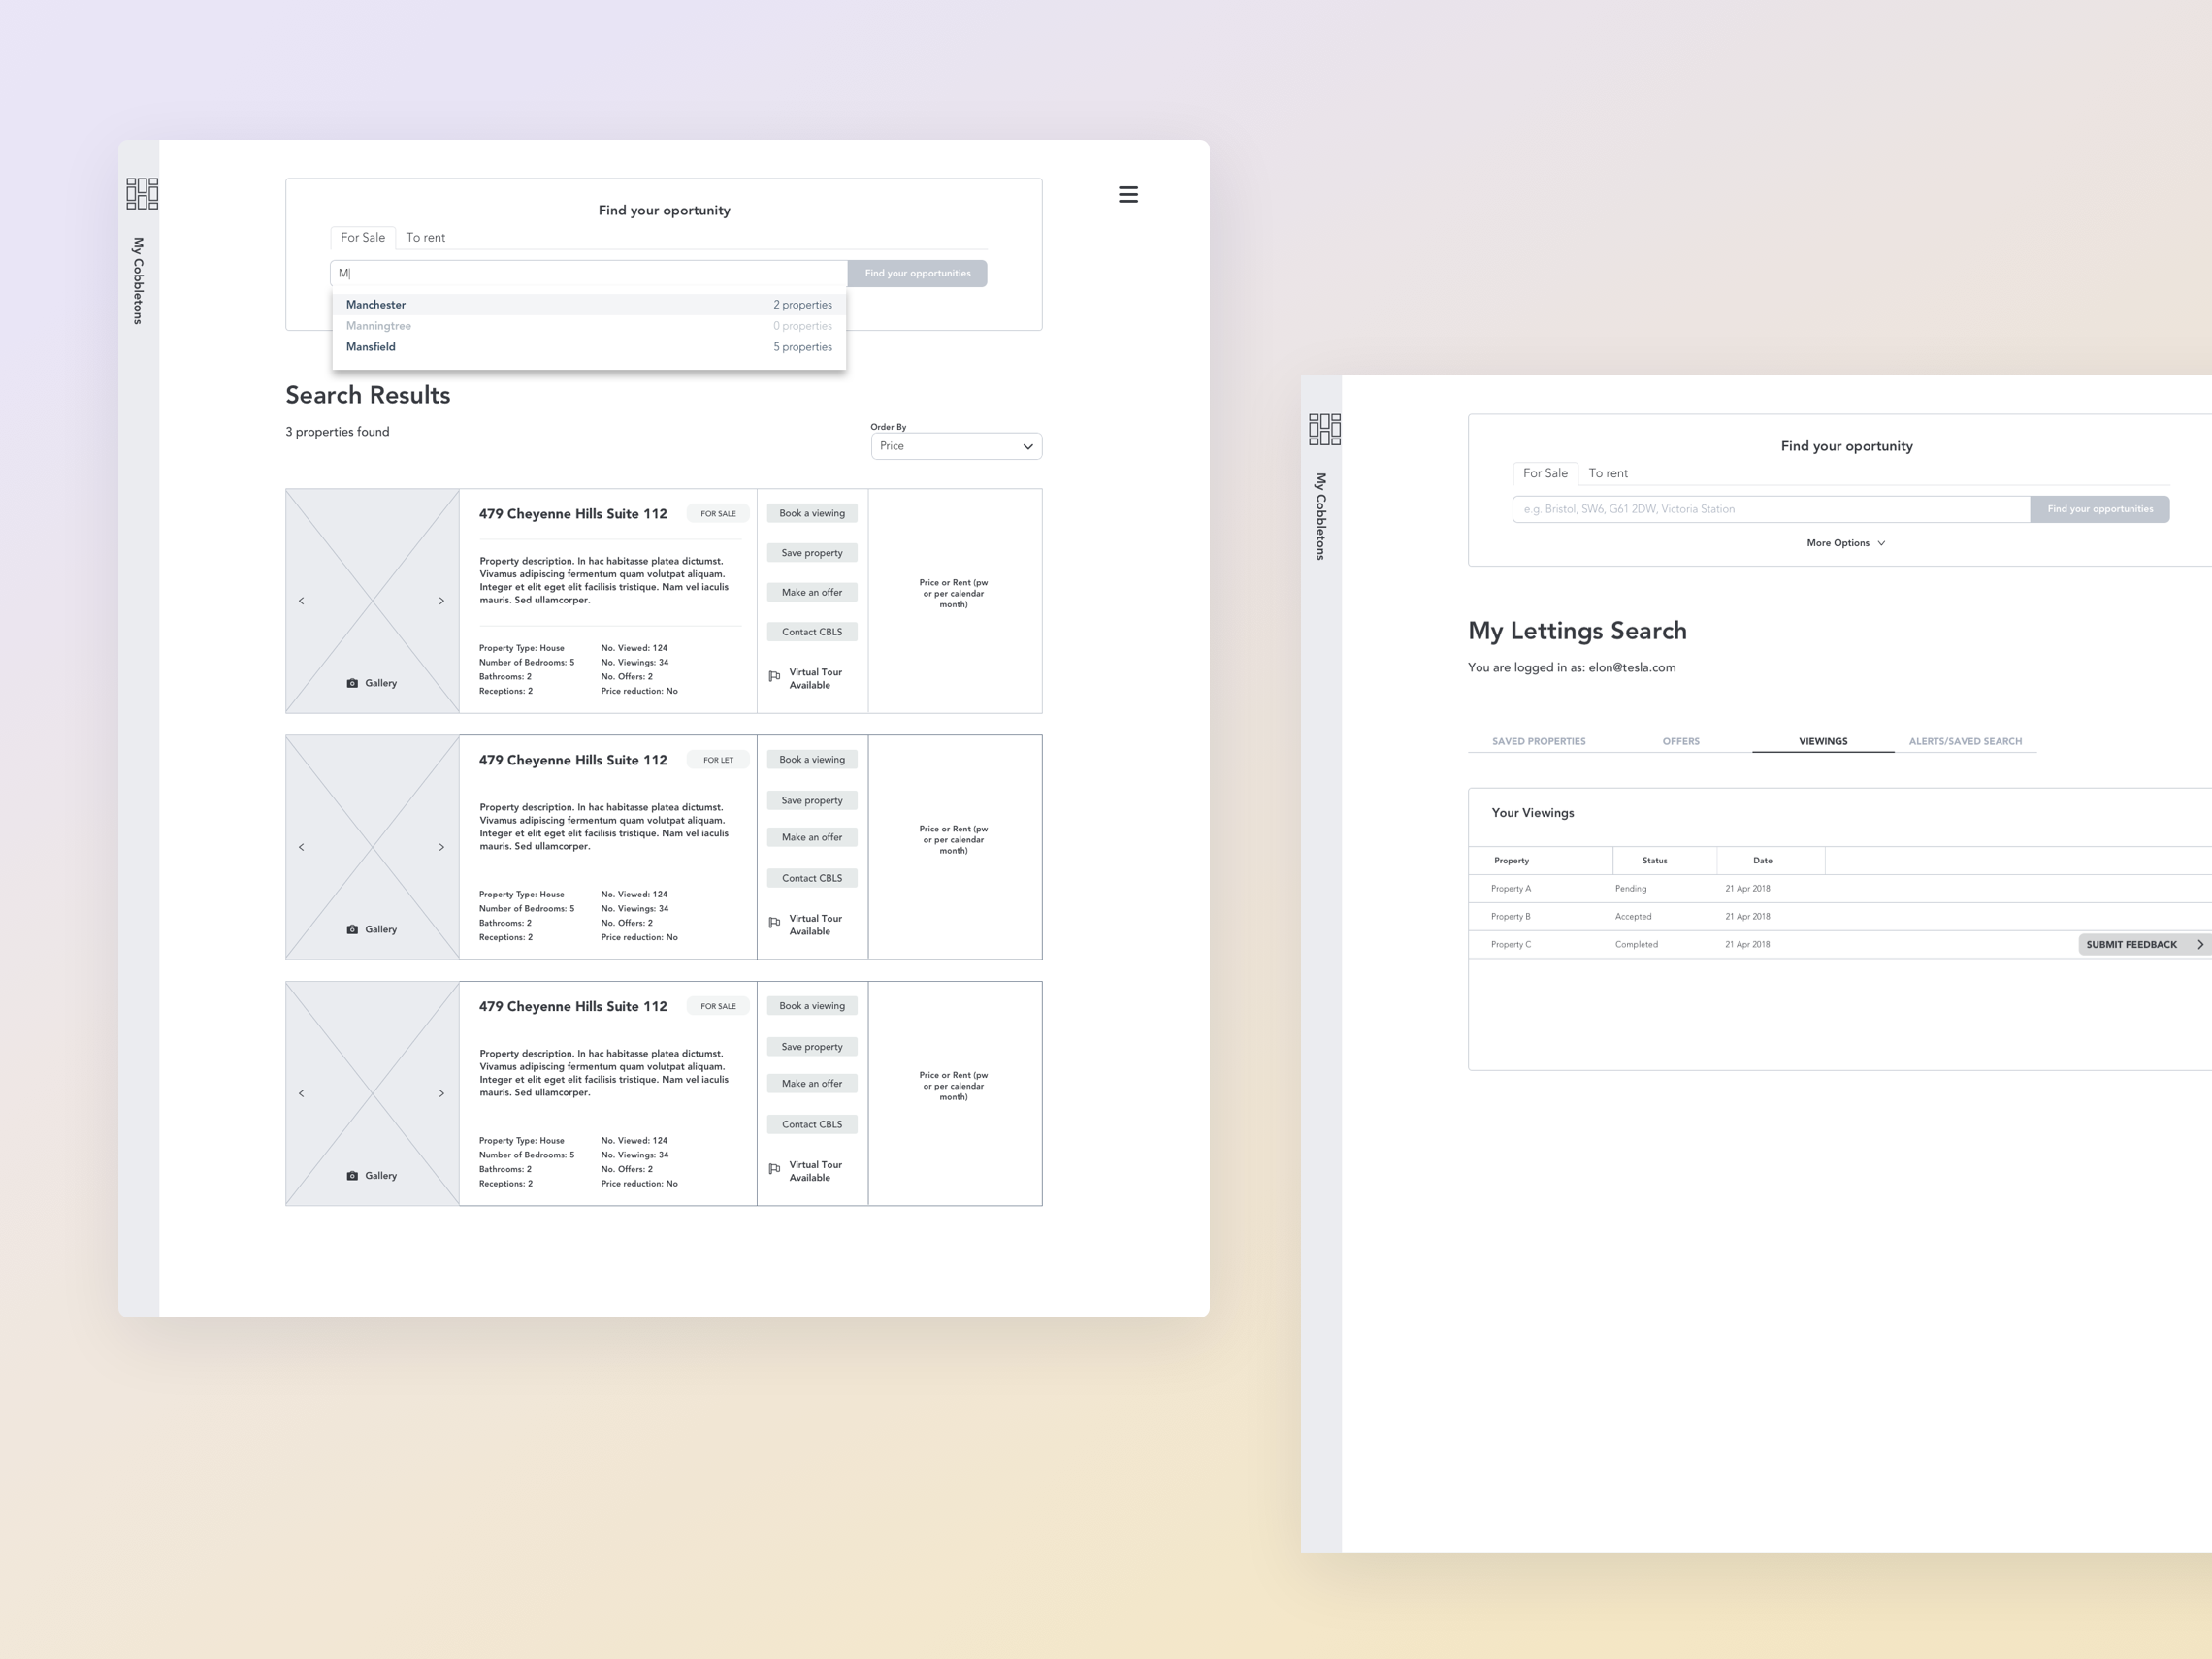 My Cobbletons
Find your oportunity
For Sale To rent
M Find your opportunities
Manchester 2 properties
Manningtree 0 properties
Mansfield 5 properties
Search Results
3 properties found
Order By
Price
479 Cheyenne Hills Suite 112 FOR SALE
Property description. In hac habitasse platea dictumst.
Vivamus adipiscing fermentum quam volutpat aliquam.
Integer et elit eget elit facilisis tristique. Nam vel iaculis
mauris. Sed ullamcorper.
Property Type: House No. Viewed: 124
Number of Bedrooms: 5 No. Viewings: 34
Bathrooms: 2 No. Offers: 2
Receptions: 2 Price reduction: No
Gallery
Book a viewing
Save property
Make an offer
Contact CBLS
Virtual Tour
Available
Price or Rent (pw
or per calendar
month)
479 Cheyenne Hills Suite 112 FOR LET
Property description. In hac habitasse platea dictumst.
Vivamus adipiscing fermentum quam volutpat aliquam.
Integer et elit eget elit facilisis tristique. Nam vel iaculis
mauris. Sed ullamcorper.
Property Type: House No. Viewed: 124
Number of Bedrooms: 5 No. Viewings: 34
Bathrooms: 2 No. Offers: 2
Receptions: 2 Price reduction: No
Gallery
Book a viewing
Save property
Make an offer
Contact CBLS
Virtual Tour
Available
Price or Rent (pw
or per calendar
month)
479 Cheyenne Hills Suite 112 FOR SALE
Property description. In hac habitasse platea dictumst.
Vivamus adipiscing fermentum quam volutpat aliquam.
Integer et elit eget elit facilisis tristique. Nam vel iaculis
mauris. Sed ullamcorper.
Property Type: House No. Viewed: 124
Number of Bedrooms: 5 No. Viewings: 34
Bathrooms: 2 No. Offers: 2
Receptions: 2 Price reduction: No
Gallery
Book a viewing
Save property
Make an offer
Contact CBLS
Virtual Tour
Available
Price or Rent (pw
or per calendar
month)
My Cobbletons
Find your oportunity
For Sale To rent
e.g. Bristol, SW6, G61 2DW, Victoria Station Find your opportunities
More Options
My Lettings Search
You are logged in as: elon@tesla.com
SAVED PROPERTIES OFFERS VIEWINGS ALERTS/SAVED SEARCH
Your Viewings
Property Status Date
Property A Pending 21 Apr 2018
Property B Accepted 21 Apr 2018
Property C Completed 21 Apr 2018 SUBMIT FEEDBACK